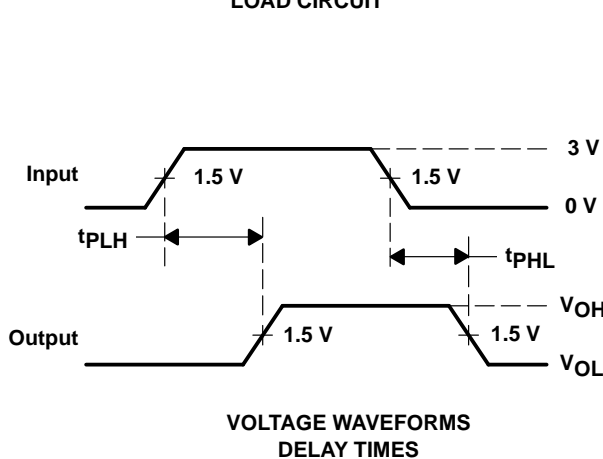 LOAD CIRCUIT
3 V
Input
1.5 V
1.5 V
0 V
tPLH
tPHL
VOH
Output
1.5 V
1.5 V
VOL
VOLTAGE WAVEFORMS
DELAY TIMES